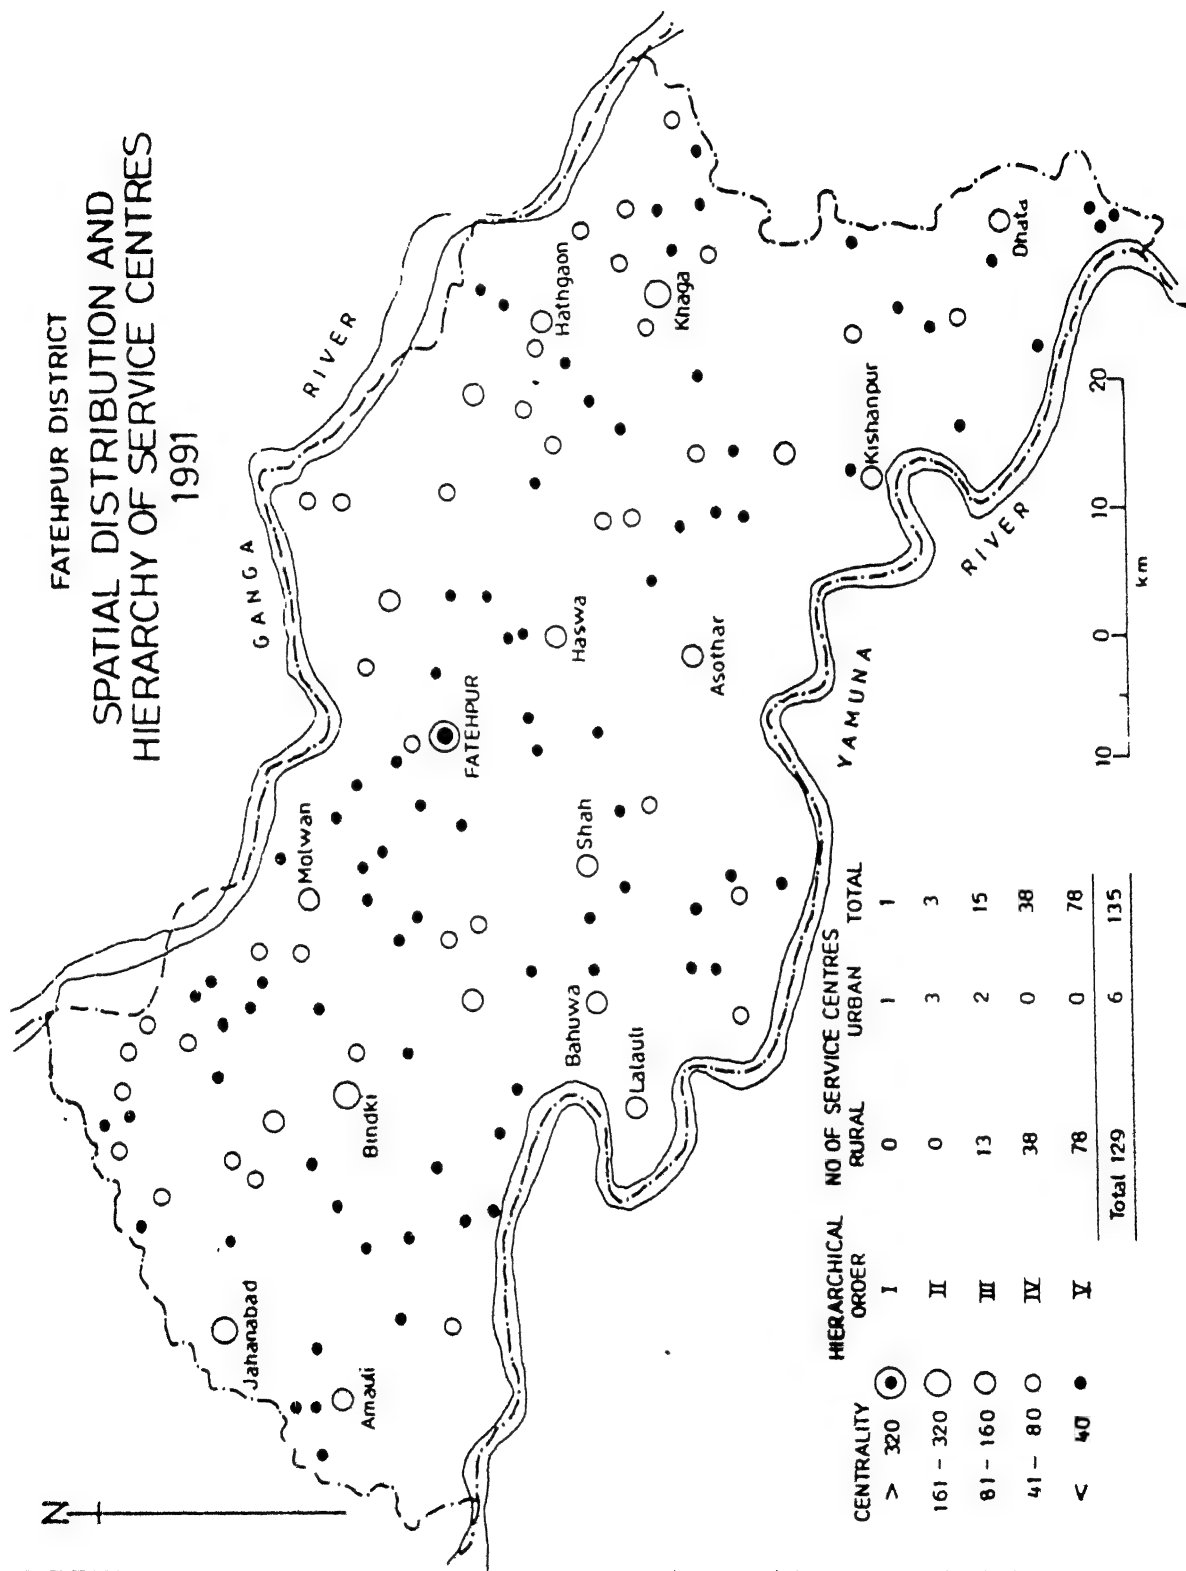 FATEHPUR DISTRICT
SPATIAL DISTRIBUTION AND
HIERARCHY OF SERVICE CENTRES
1991
N
GANGA
RIVER
Molwan
FATEHPUR
Hathgaon
Khaga
Jahanabad
Amauli
Bindki
Bahuwa
Lalauli
Shah
Haswa
Asothar
Kishanpur
Dhata
YAMUNA
RIVER
CENTRALITY HIERARCHICAL ORDER NO OF SERVICE CENTRES
RURAL URBAN TOTAL
> 320 I 0 1 1
161 - 320 II 0 3 3
81 - 160 III 13 2 15
41 - 80 IV 38 0 38
< 40 V 78 0 78
Total 129 6 135
10 0 10 20
km